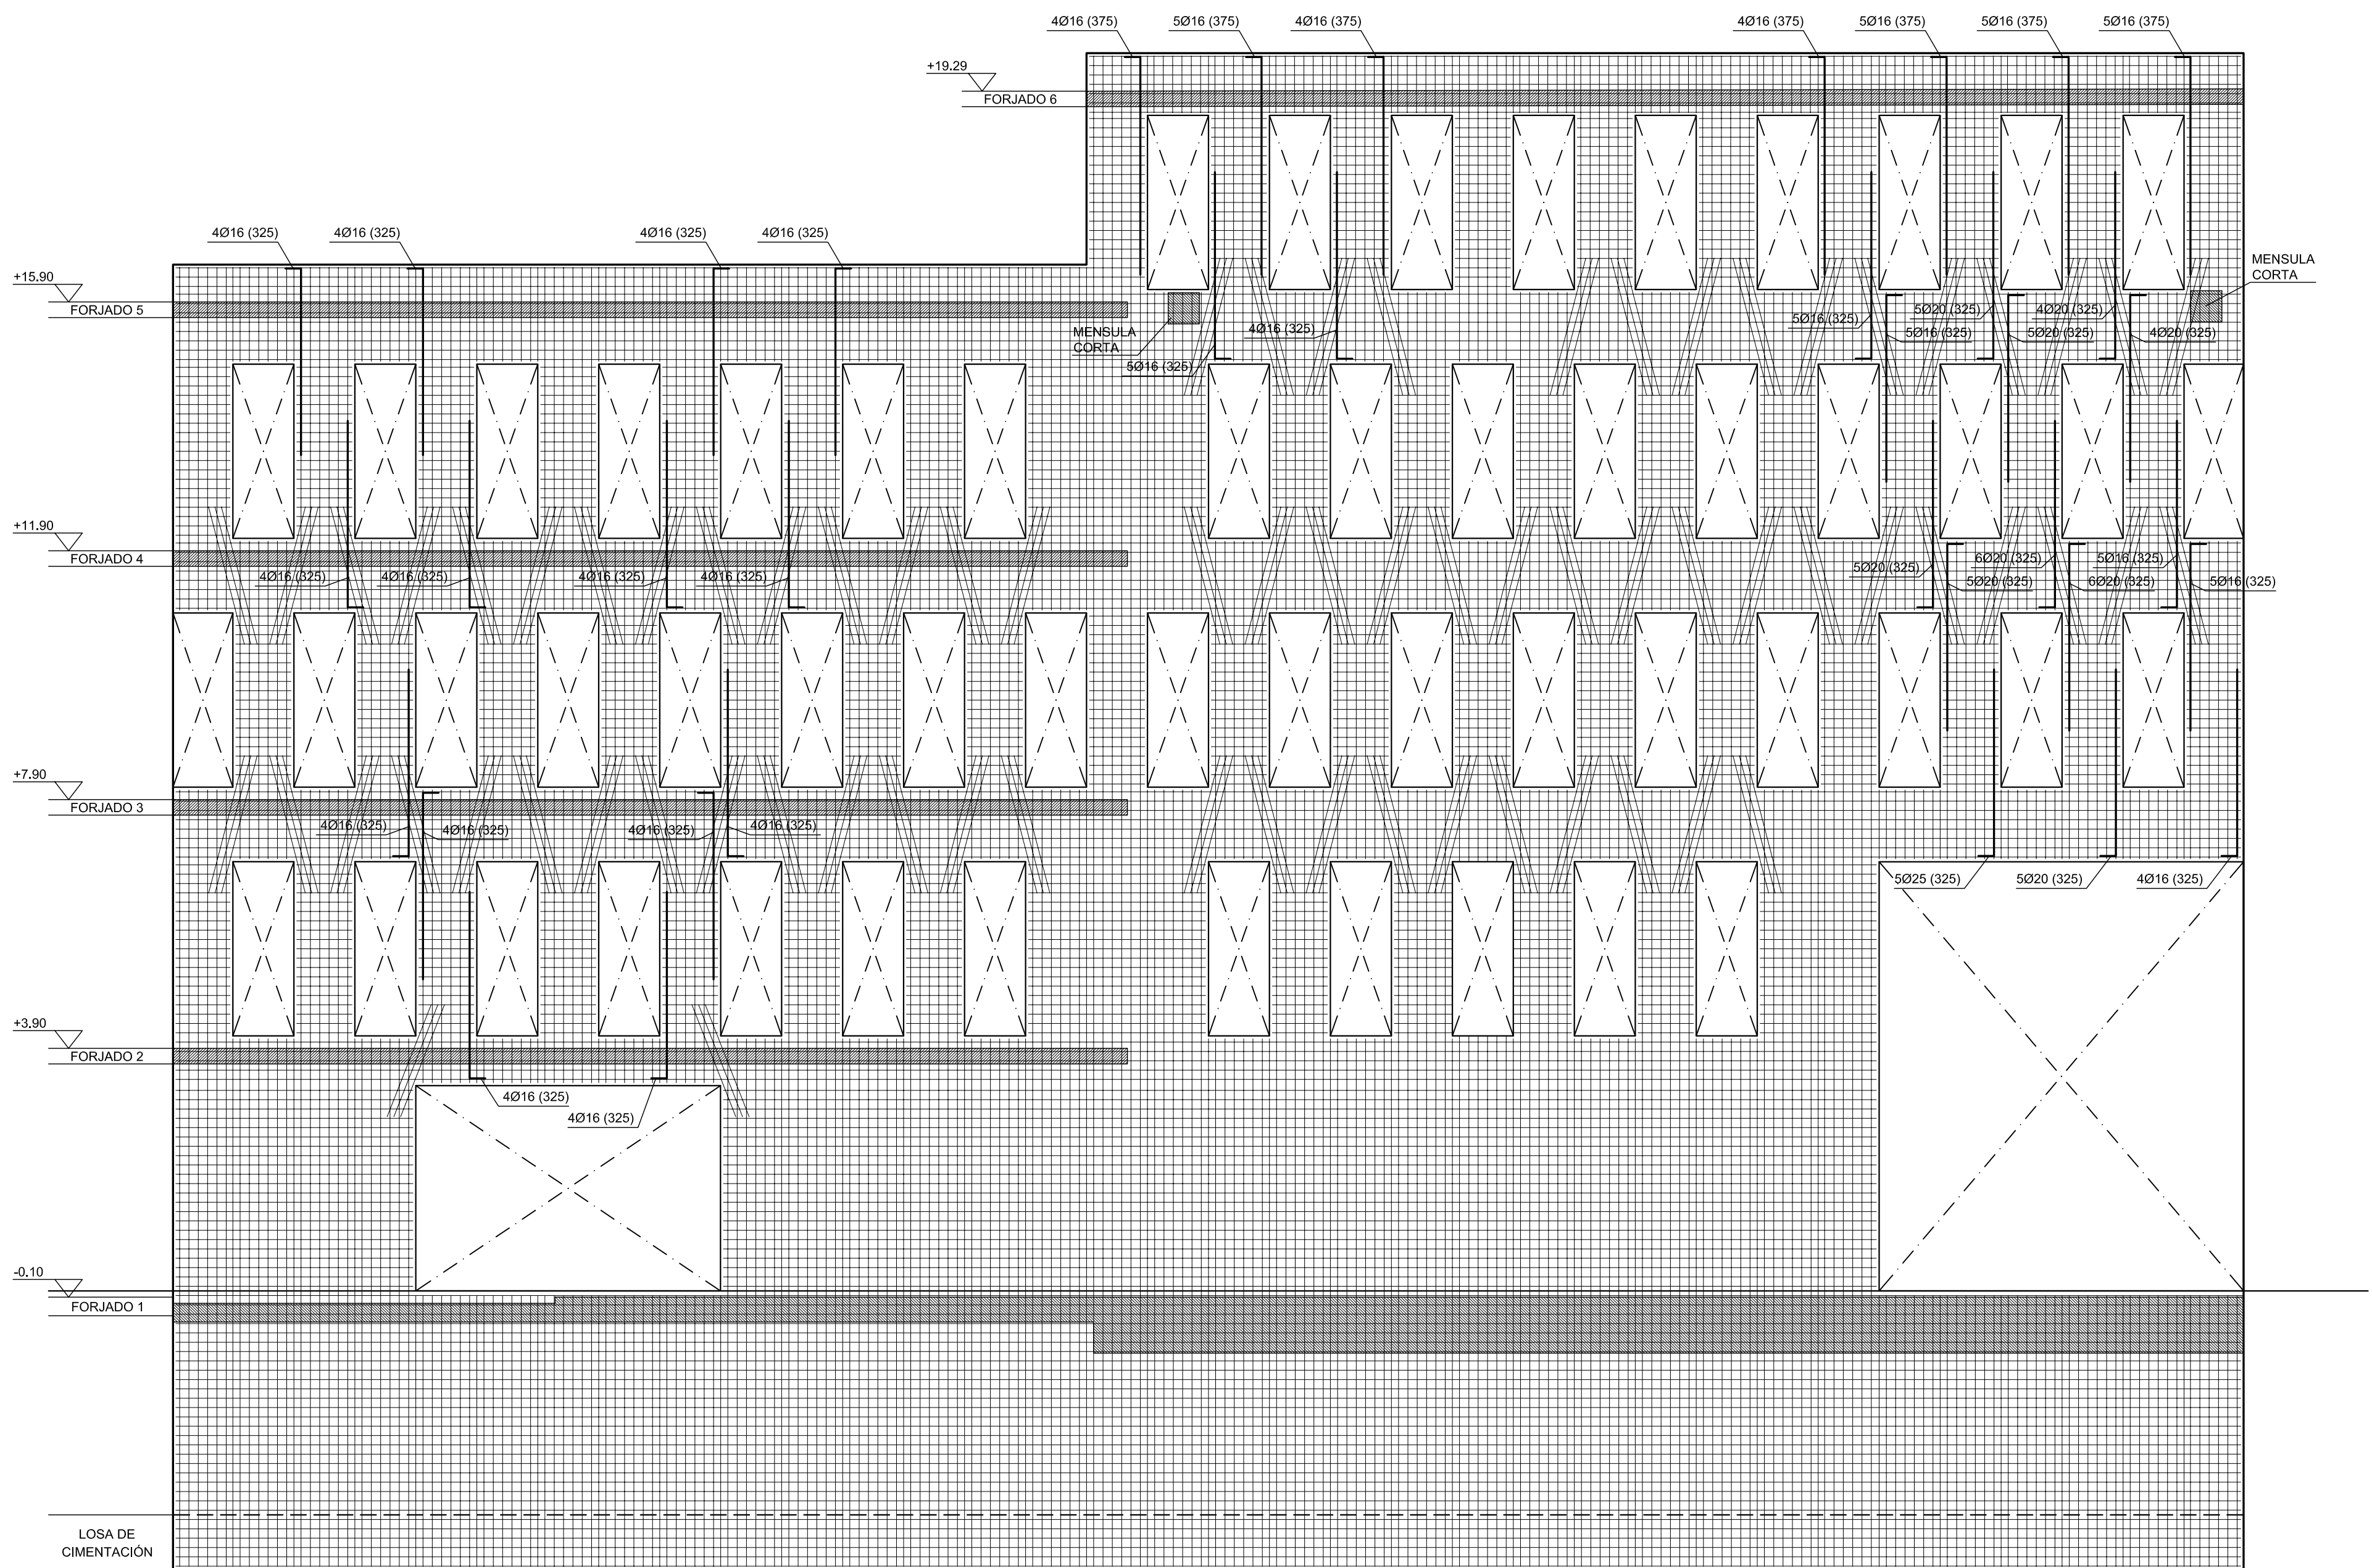 4Ø16 (375)
5Ø16 (375)
4Ø16 (375)
4Ø16 (375)
5Ø16 (375)
5Ø16 (375)
5Ø16 (375)
+19.29
FORJADO 6
4Ø16 (325)
4Ø16 (325)
4Ø16 (325)
4Ø16 (325)
MENSULA
CORTA
+15.90
FORJADO 5
MENSULA
CORTA
4Ø16 (325)
5Ø16 (325)
5Ø16 (325)
5Ø20 (325)
4Ø20 (325)
5Ø16 (325)
5Ø20 (325)
4Ø20 (325)
+11.90
FORJADO 4
4Ø16 (325)
4Ø16 (325)
4Ø16 (325)
4Ø16 (325)
5Ø20 (325)
6Ø20 (325)
5Ø16 (325)
5Ø20 (325)
6Ø20 (325)
5Ø16 (325)
+7.90
FORJADO 3
4Ø16 (325)
4Ø16 (325)
4Ø16 (325)
4Ø16 (325)
5Ø25 (325)
5Ø20 (325)
4Ø16 (325)
+3.90
FORJADO 2
4Ø16 (325)
4Ø16 (325)
-0.10
FORJADO 1
LOSA DE
CIMENTACIÓN